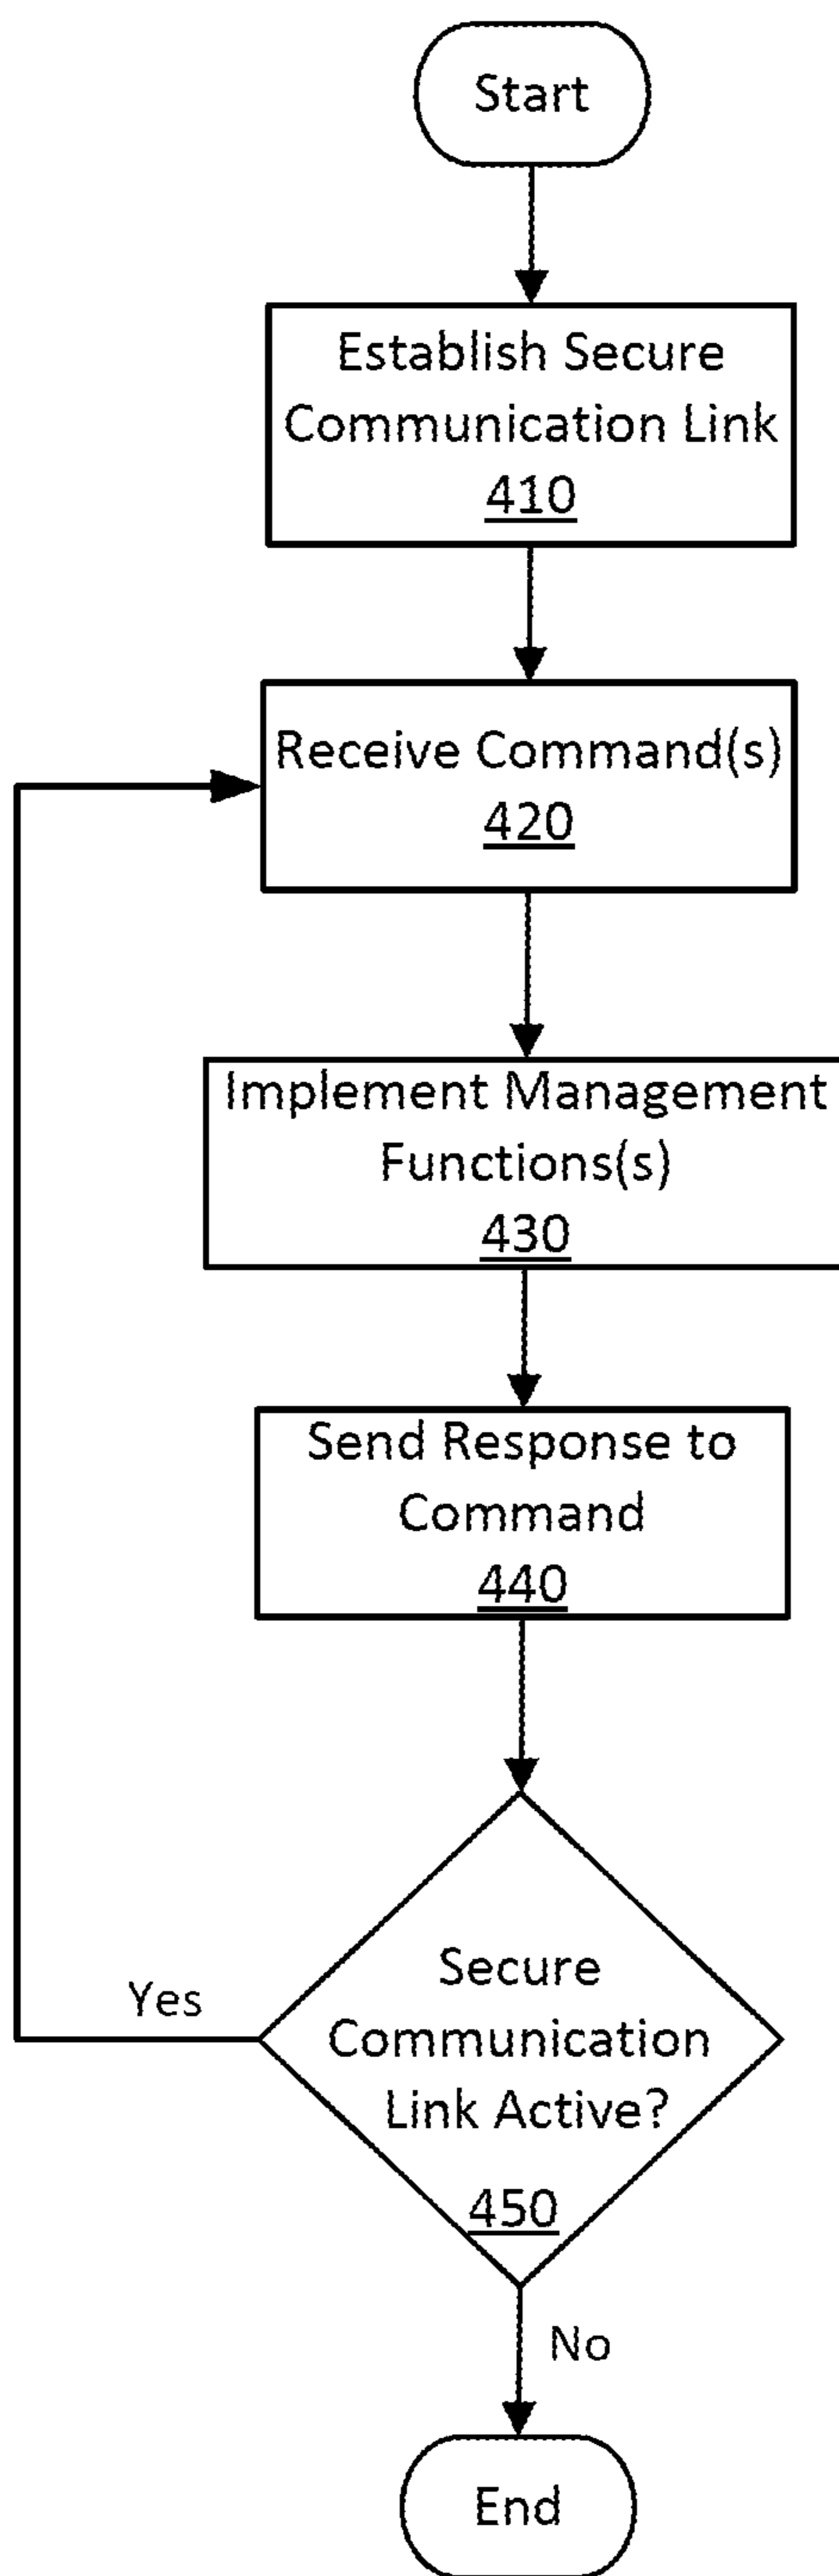 Start
Establish Secure
Communication Link
410
Receive Command(s)
420
Implement Management
Functions(s)
430
Send Response to
Command
440
Secure
Communication
Link Active?
450
Yes
No
End